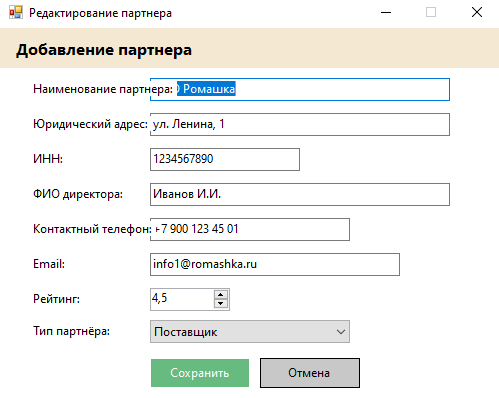 Редактирование партнера
Добавление партнера
Наименование партнера: Ромашка
Юридический адрес: ул. Ленина, 1
ИНН: 1234567890
ФИО директора: Иванов И.И.
Контактный телефон: +7 900 123 45 01
Email: info1@romashka.ru
Рейтинг: 4,5
Тип партнёра: Поставщик
Сохранить Отмена